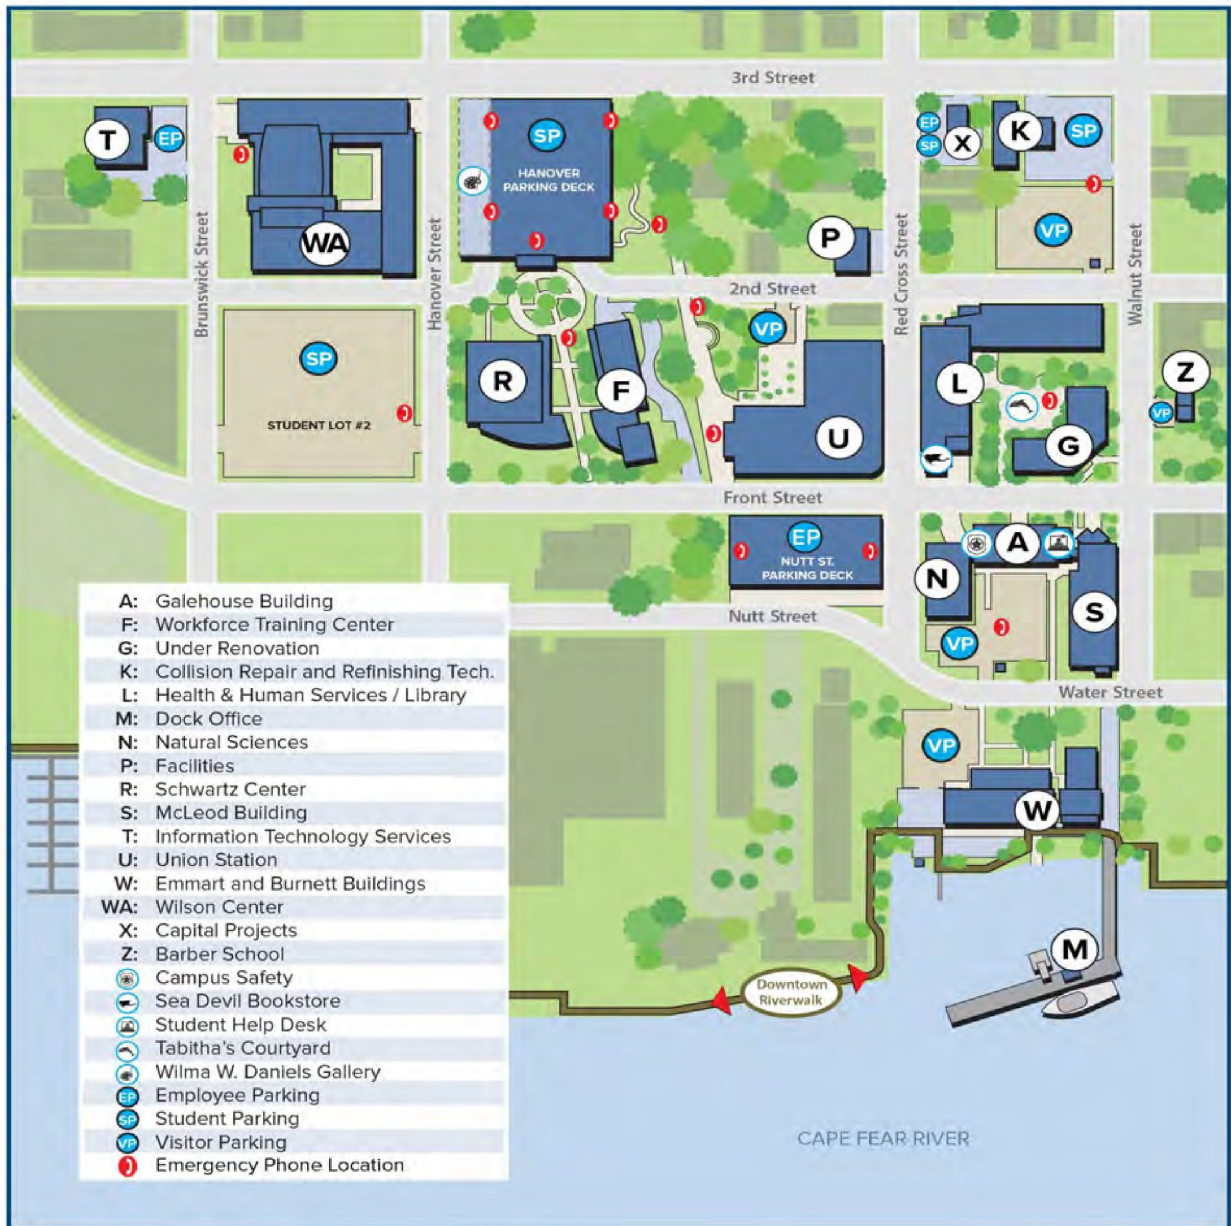 3rd Street
T
EP
SP
HANOVER
PARKING DECK
EP
SP
X
K
SP
WA
P
VP
Brunswick Street
Hanover Street
Red Cross Street
Walnut Street
2nd Street
SP
STUDENT LOT #2
R
F
VP
U
L
G
Z
VP
Front Street
EP
NUTT ST.
PARKING DECK
A
N
S
VP
Nutt Street
Water Street
VP
W
M
Downtown
Riverwalk
CAPE FEAR RIVER
A: Galehouse Building
F: Workforce Training Center
G: Under Renovation
K: Collision Repair and Refinishing Tech.
L: Health & Human Services / Library
M: Dock Office
N: Natural Sciences
P: Facilities
R: Schwartz Center
S: McLeod Building
T: Information Technology Services
U: Union Station
W: Emmart and Burnett Buildings
WA: Wilson Center
X: Capital Projects
Z: Barber School
Campus Safety
Sea Devil Bookstore
Student Help Desk
Tabitha's Courtyard
Wilma W. Daniels Gallery
EP Employee Parking
SP Student Parking
VP Visitor Parking
Emergency Phone Location